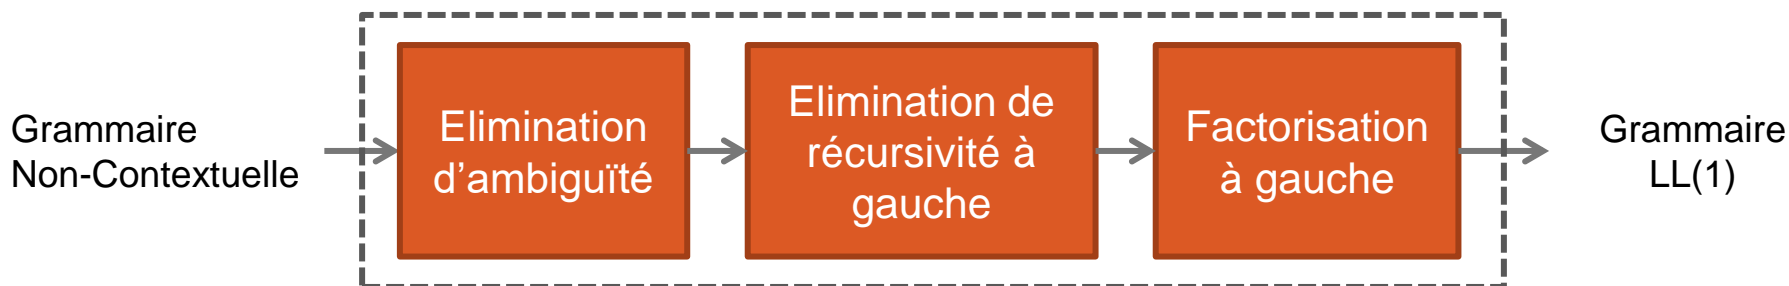 Grammaire
Non-Contextuelle
Elimination
d'ambiguïté
Elimination de
récursivité à
gauche
Factorisation
à gauche
Grammaire
LL(1)